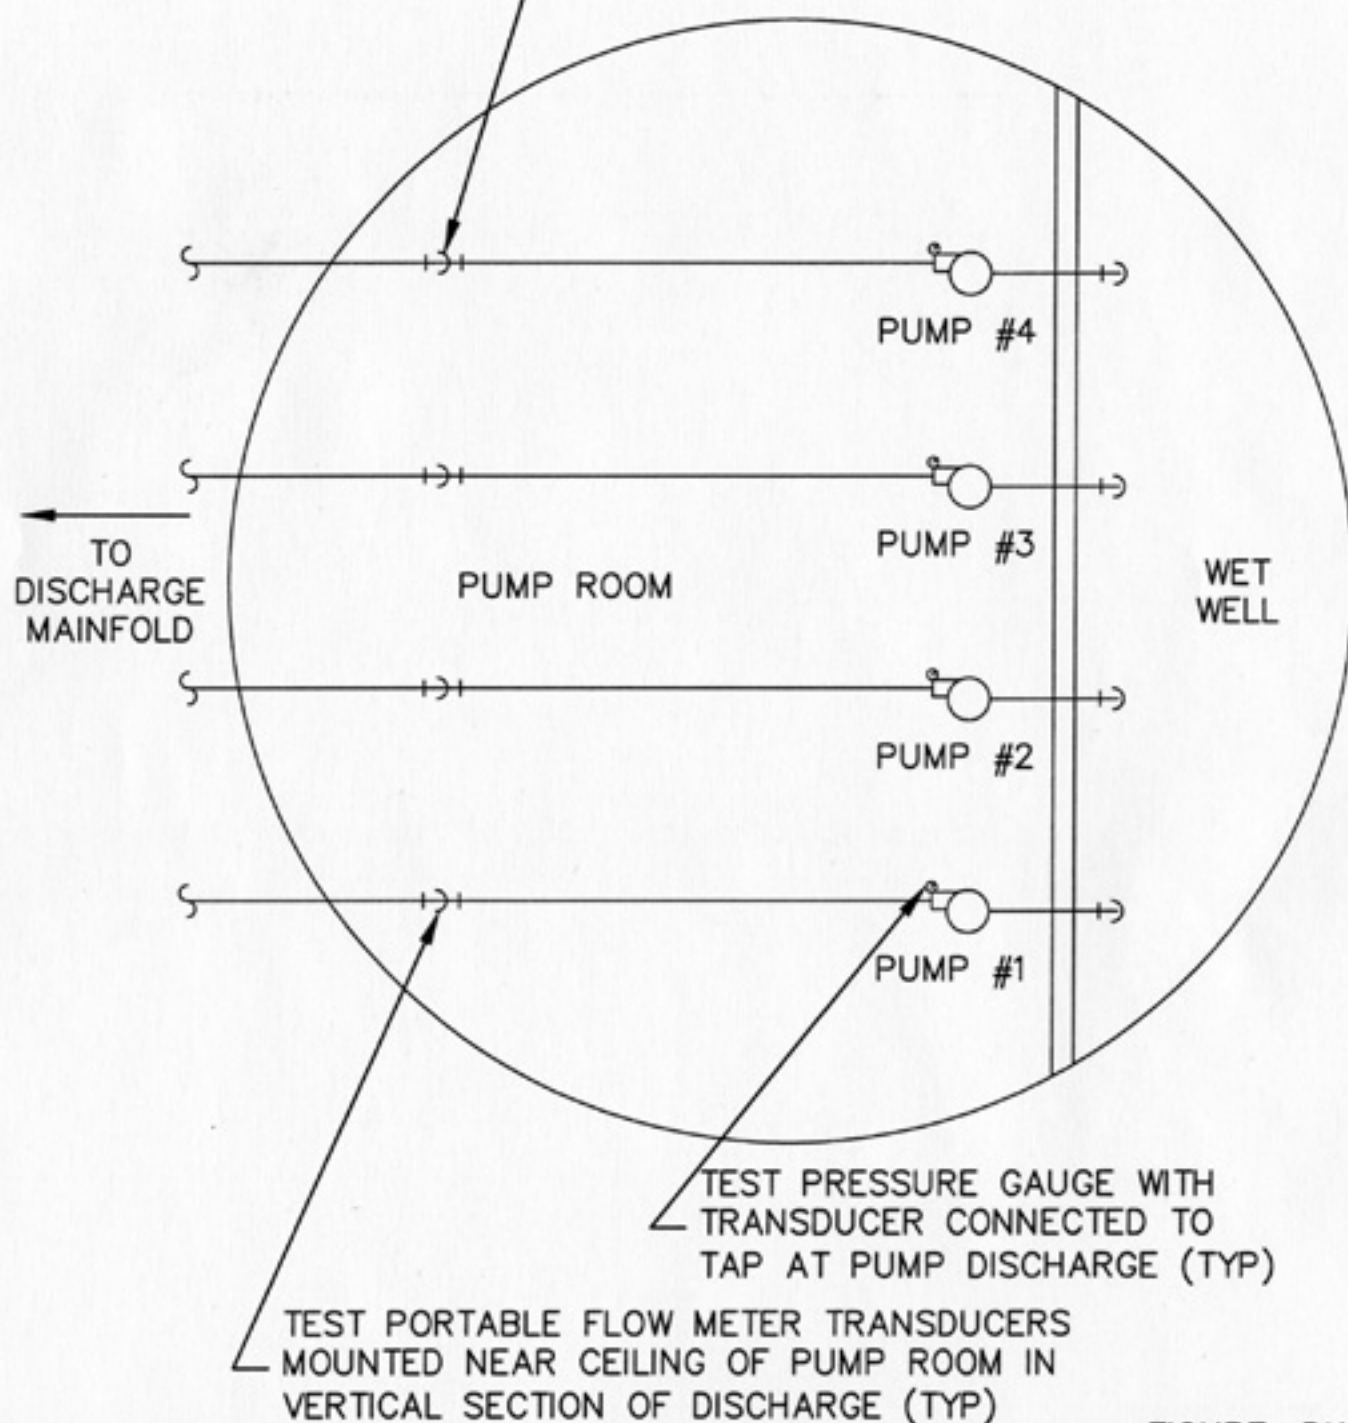 PUMP #4
PUMP #3
TO
DISCHARGE
MAINFOLD
PUMP ROOM
WET
WELL
PUMP #2
PUMP #1
TEST PRESSURE GAUGE WITH
TRANSDUCER CONNECTED TO
TAP AT PUMP DISCHARGE (TYP)
TEST PORTABLE FLOW METER TRANSDUCERS
MOUNTED NEAR CEILING OF PUMP ROOM IN
VERTICAL SECTION OF DISCHARGE (TYP)